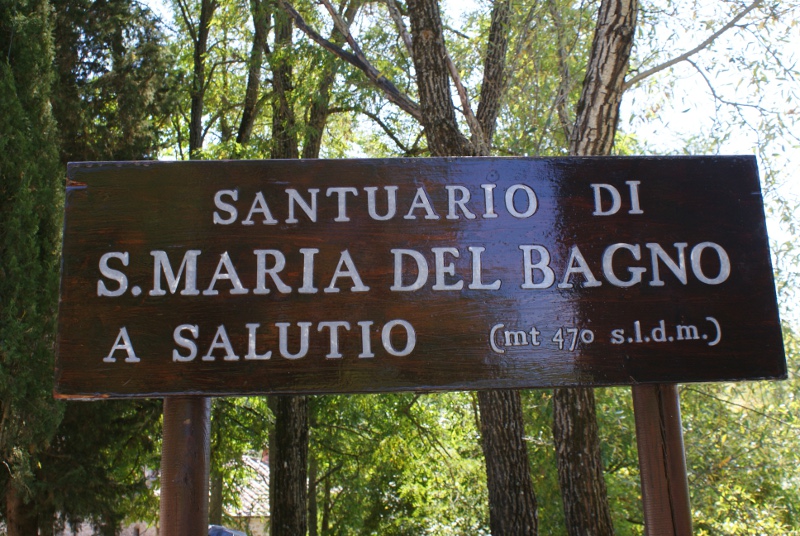 SANTUARIO DI
S. MARIA DEL BAGNO
A SALUTIO (mt 470 s.l.d.m.)